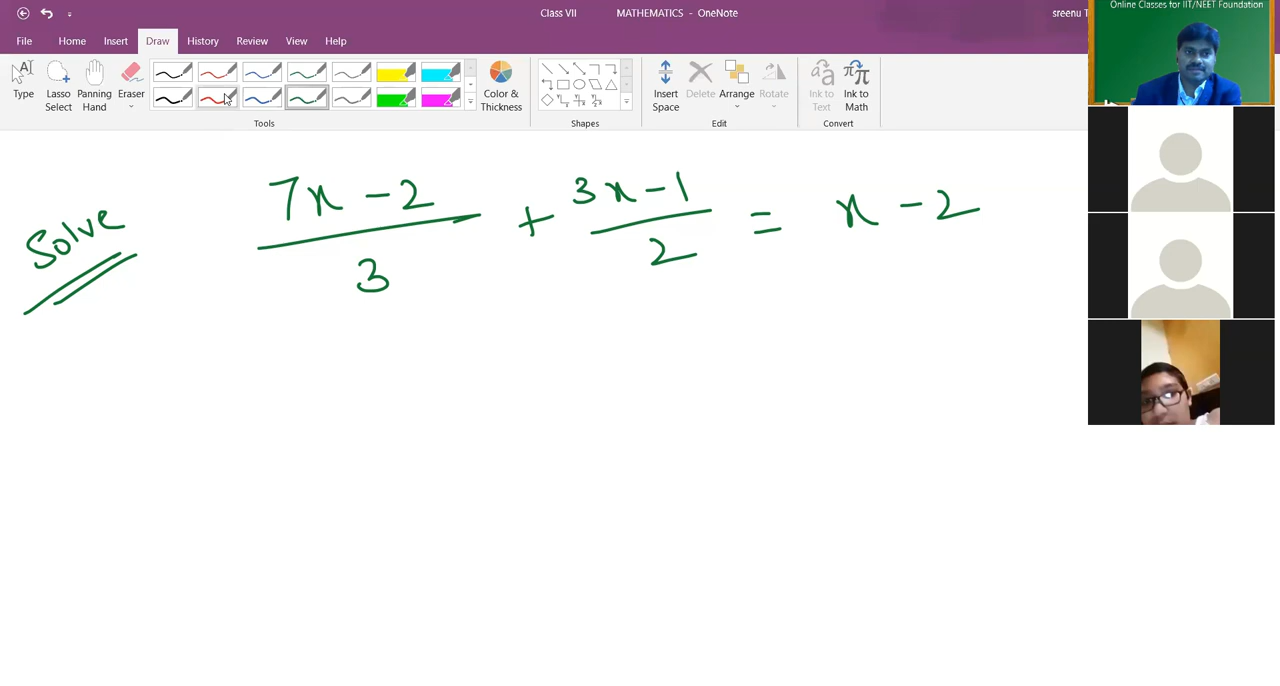 Class VII MATHEMATICS - OneNote sreenu T
Online Classes for IIT/NEET Foundation
File Home Insert Draw History Review View Help
Type Lasso Select Panning Hand Eraser Color & Thickness Insert Space Delete Arrange Rotate Ink to Text Ink to Math
Tools Shapes Edit Convert
Solve (7x - 2)/3 + (3x - 1)/2 = x - 2